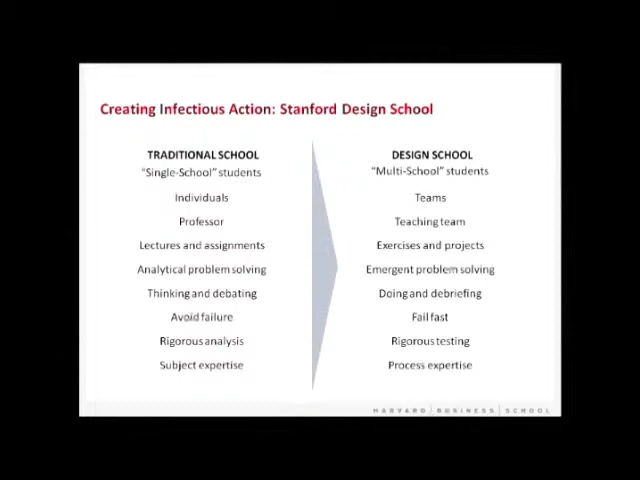 Creating Infectious Action: Stanford Design School
TRADITIONAL SCHOOL
"Single-School" students
Individuals
Professor
Lectures and assignments
Analytical problem solving
Thinking and debating
Avoid failure
Rigorous analysis
Subject expertise
DESIGN SCHOOL
"Multi-School" students
Teams
Teaching team
Exercises and projects
Emergent problem solving
Doing and debriefing
Fail fast
Rigorous testing
Process expertise
HARVARD | BUSINESS | SCHOOL